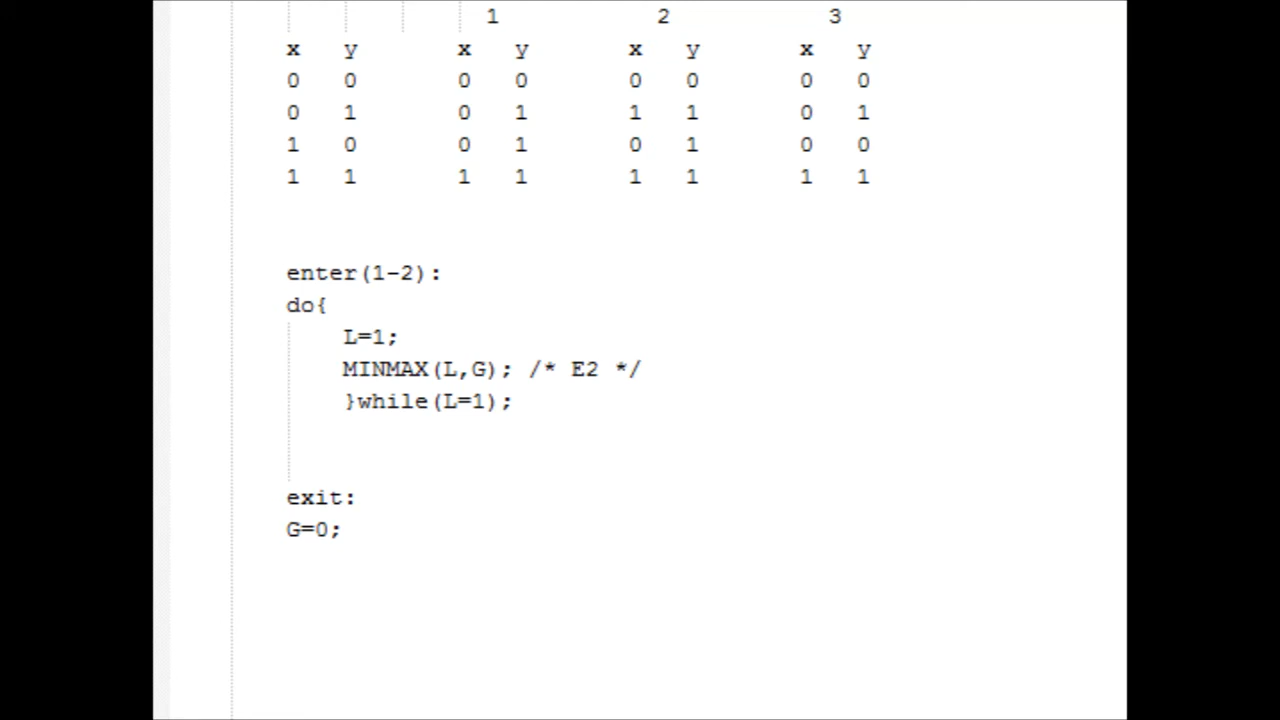 1 2 3
x y x y x y x y
0 0 0 0 0 0 0 0
0 1 0 1 1 1 0 1
1 0 0 1 0 1 0 0
1 1 1 1 1 1 1 1
enter(1-2):
do{
L=1;
MINMAX(L,G); /* E2 */
}while(L=1);
exit:
G=0;